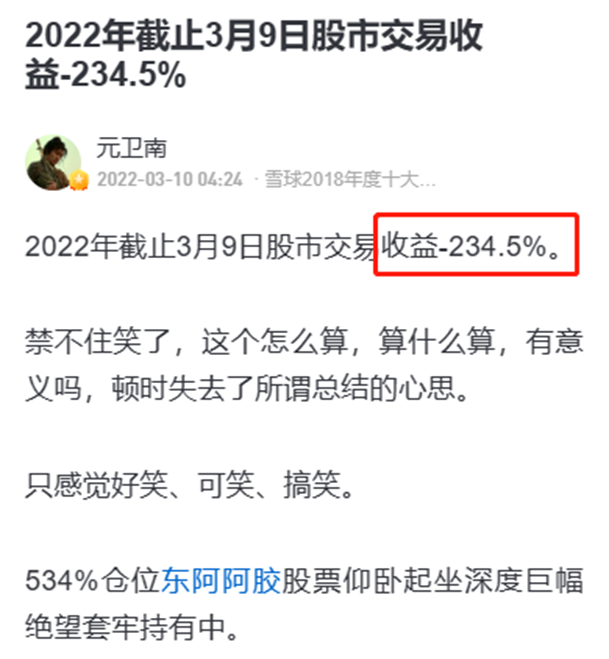 2022年截止3月9日股市交易收
益-234.5%
元卫南
2022-03-10 04:24 · 雪球2018年度十大...
2022年截止3月9日股市交易收益-234.5%。
禁不住笑了，这个怎么算，算什么算，有意
义吗，顿时失去了所谓总结的心思。
只感觉好笑、可笑、搞笑。
534%仓位东阿阿胶股票仰卧起坐深度巨幅
绝望套牢持有中。